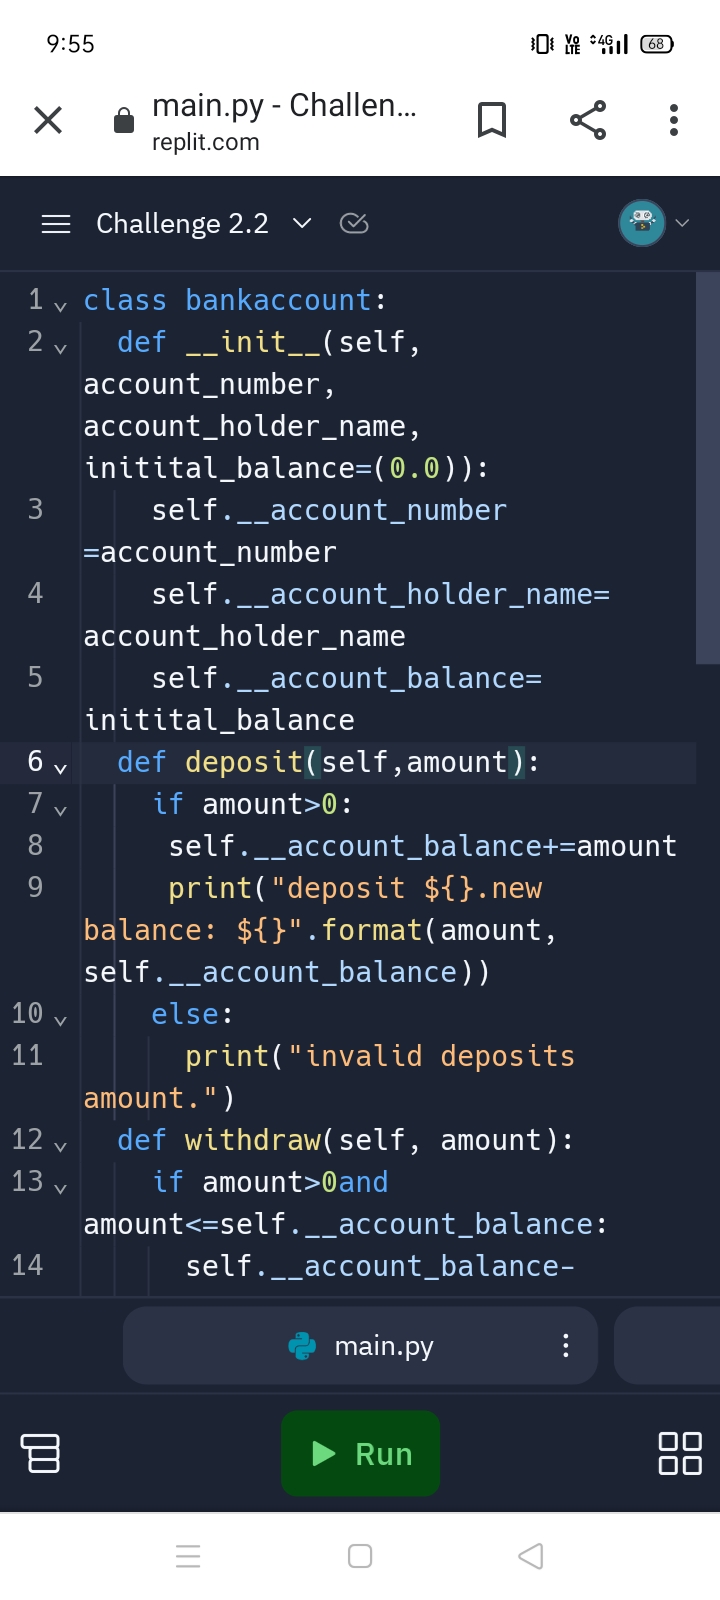 9:55
Vo LTE 4G 68
main.py - Challen...
replit.com
Challenge 2.2
1 class bankaccount:
2 def __init__(self,
account_number,
account_holder_name,
initital_balance=(0.0)):
3 self.__account_number
=account_number
4 self.__account_holder_name=
account_holder_name
5 self.__account_balance=
initital_balance
6 def deposit(self,amount):
7 if amount>0:
8 self.__account_balance+=amount
9 print("deposit ${}.new
balance: ${}".format(amount,
self.__account_balance))
10 else:
11 print("invalid deposits
amount.")
12 def withdraw(self, amount):
13 if amount>0and
amount<=self.__account_balance:
14 self.__account_balance-
main.py
Run